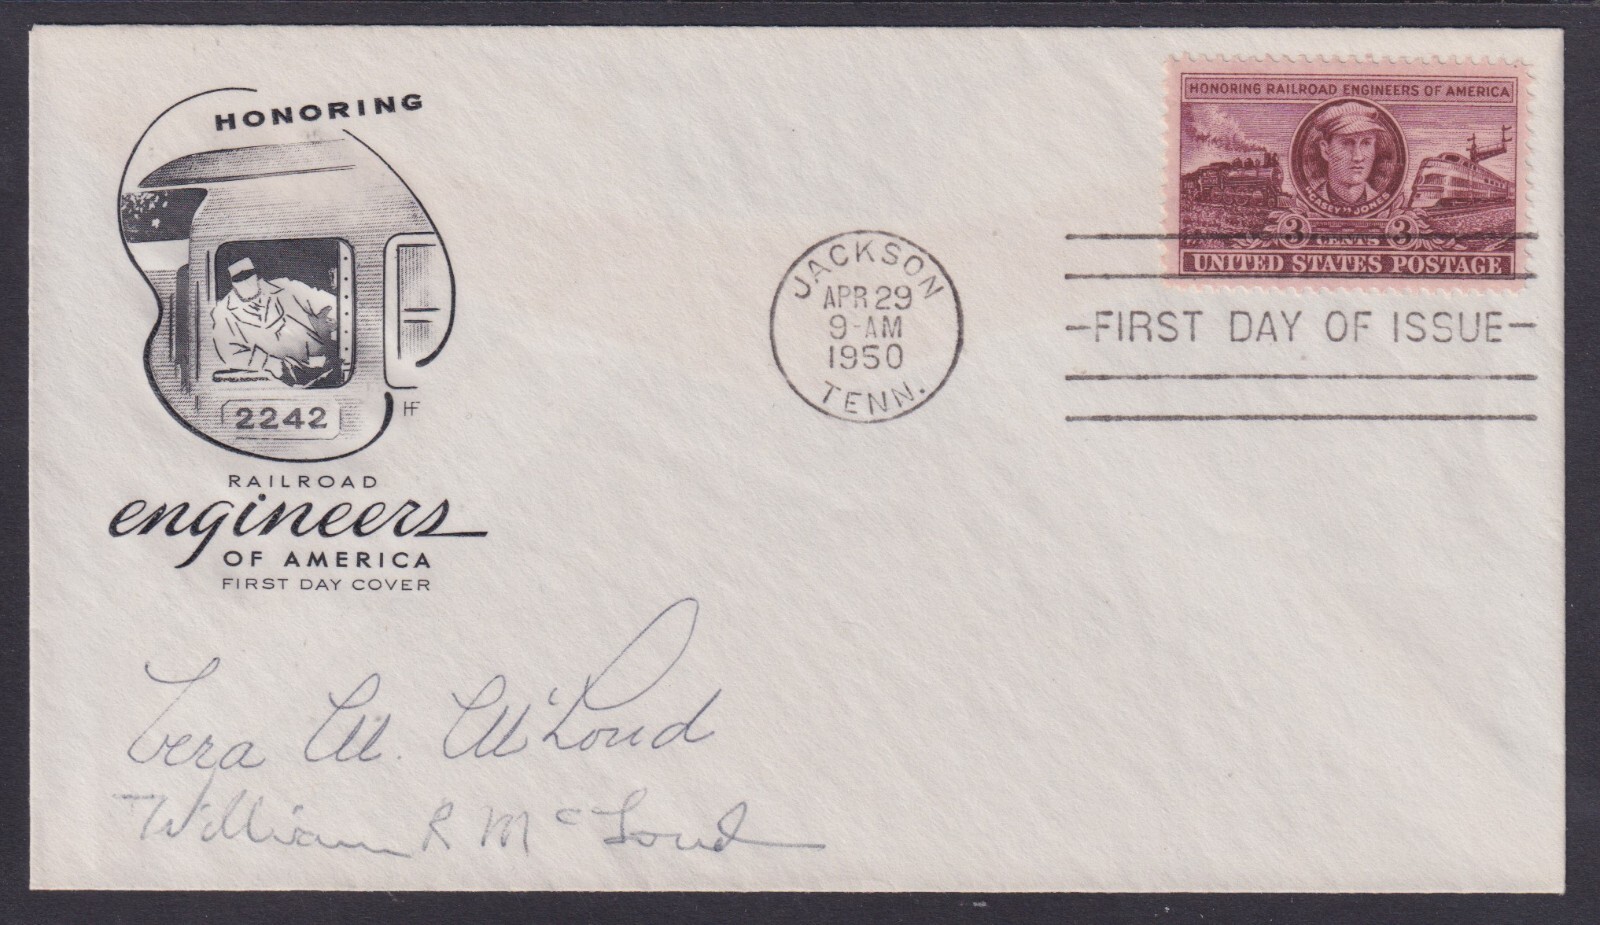 HONORING
2242
HF
RAILROAD
engineers
OF AMERICA
FIRST DAY COVER
HONORING RAILROAD ENGINEERS OF AMERICA
"CASEY" JONES
3 CENTS 3
UNITED STATES POSTAGE
JACKSON
APR 29
9-AM
1950
TENN.
-FIRST DAY OF ISSUE-
Vera M. McLoud
William R McLoud